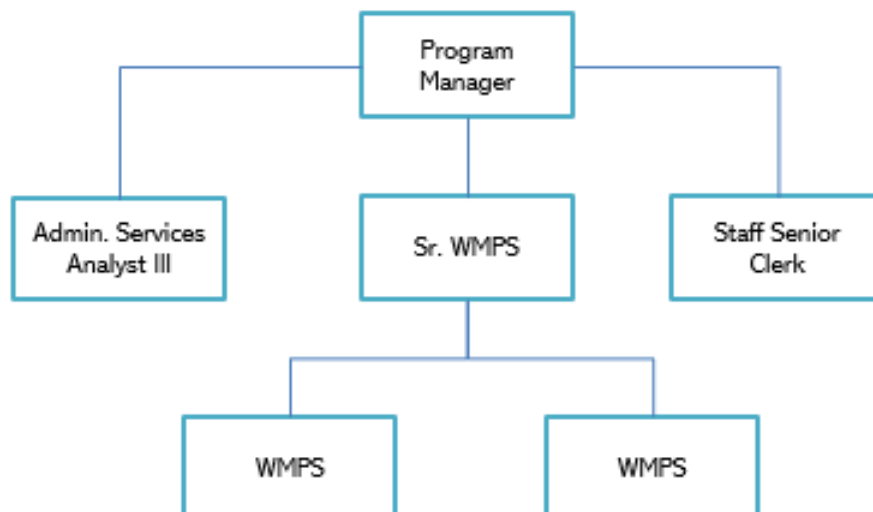 Program
Manager
Admin. Services
Analyst III
Sr. WMPS
Staff Senior
Clerk
WMPS
WMPS